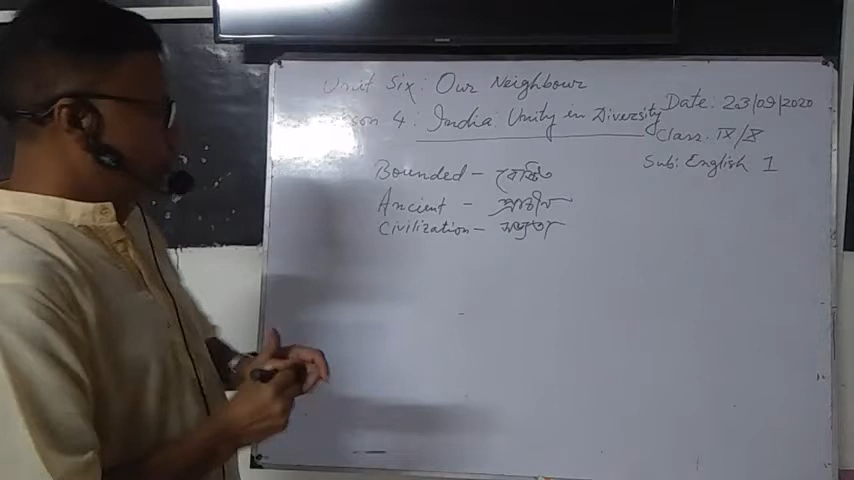 Unit Six : Our Neighbour
Lesson 4 : India: Unity in Diversity
Date: 23/09/2020
Class: IX/X
Sub: English 1
Bounded - বেষ্টিত
Ancient - প্রাচীন
Civilization - সভ্যতা